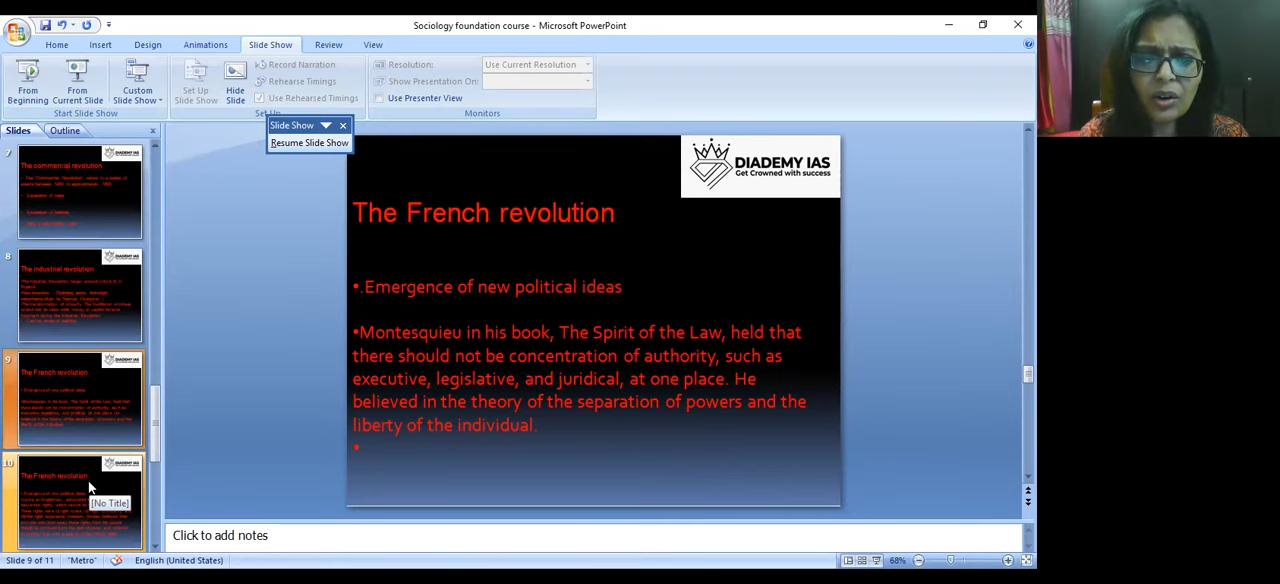 Sociology foundation course - Microsoft PowerPoint
Home Insert Design Animations Slide Show Review View
From Beginning
From Current Slide
Custom Slide Show
Set Up Slide Show
Hide Slide
Record Narration
Rehearse Timings
Use Rehearsed Timings
Resolution: Use Current Resolution
Show Presentation On:
Use Presenter View
Start Slide Show
Set Up
Monitors
Slide Show
Resume Slide Show
Slides Outline
7
The commercial revolution
8
The industrial revolution
9
The French revolution
10
The French revolution
[No Title]
DIADEMY IAS
Get Crowned with success
The French revolution
•.Emergence of new political ideas
•Montesquieu in his book, The Spirit of the Law, held that
there should not be concentration of authority, such as
executive, legislative, and juridical, at one place. He
believed in the theory of the separation of powers and the
liberty of the individual.
•
Click to add notes
Slide 9 of 11 "Metro" English (United States) 68%